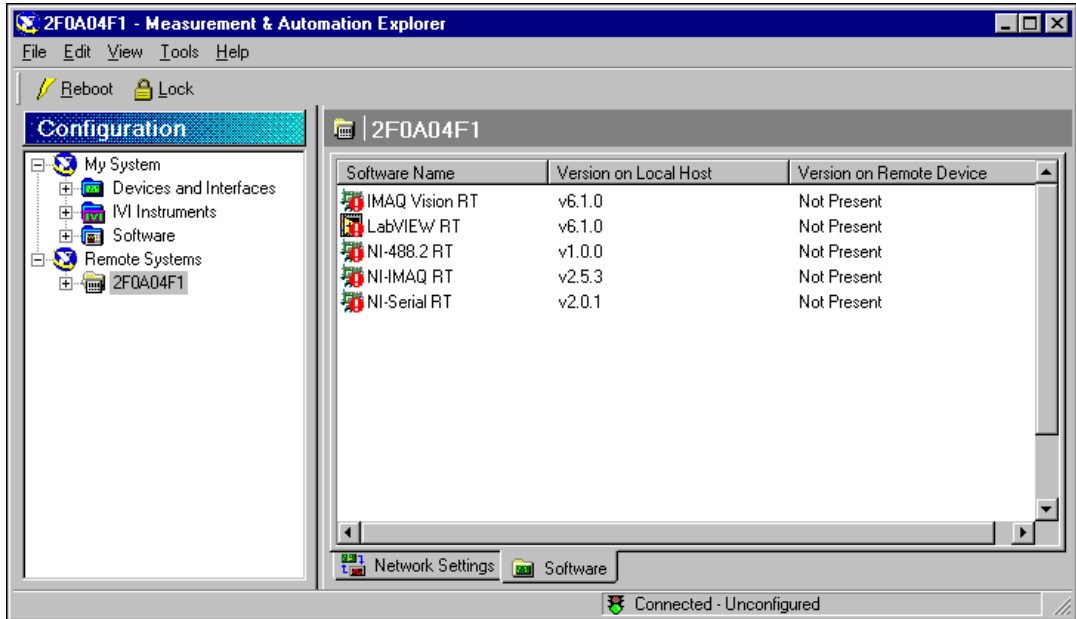 2F0A04F1 - Measurement & Automation Explorer
File Edit View Tools Help
Reboot Lock
Configuration
2F0A04F1
My System
Devices and Interfaces
IVI Instruments
Software
Remote Systems
2F0A04F1
Software Name Version on Local Host Version on Remote Device
IMAQ Vision RT v6.1.0 Not Present
LabVIEW RT v6.1.0 Not Present
NI-488.2 RT v1.0.0 Not Present
NI-IMAQ RT v2.5.3 Not Present
NI-Serial RT v2.0.1 Not Present
Network Settings Software
Connected - Unconfigured